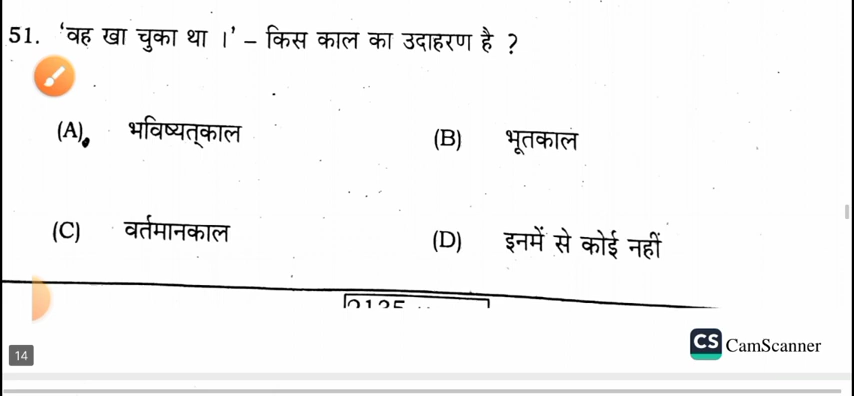 51. ‘वह खा चुका था ।’ – किस काल का उदाहरण है ?
(A) भविष्यत्काल (B) भूतकाल
(C) वर्तमानकाल (D) इनमें से कोई नहीं
14
CS CamScanner